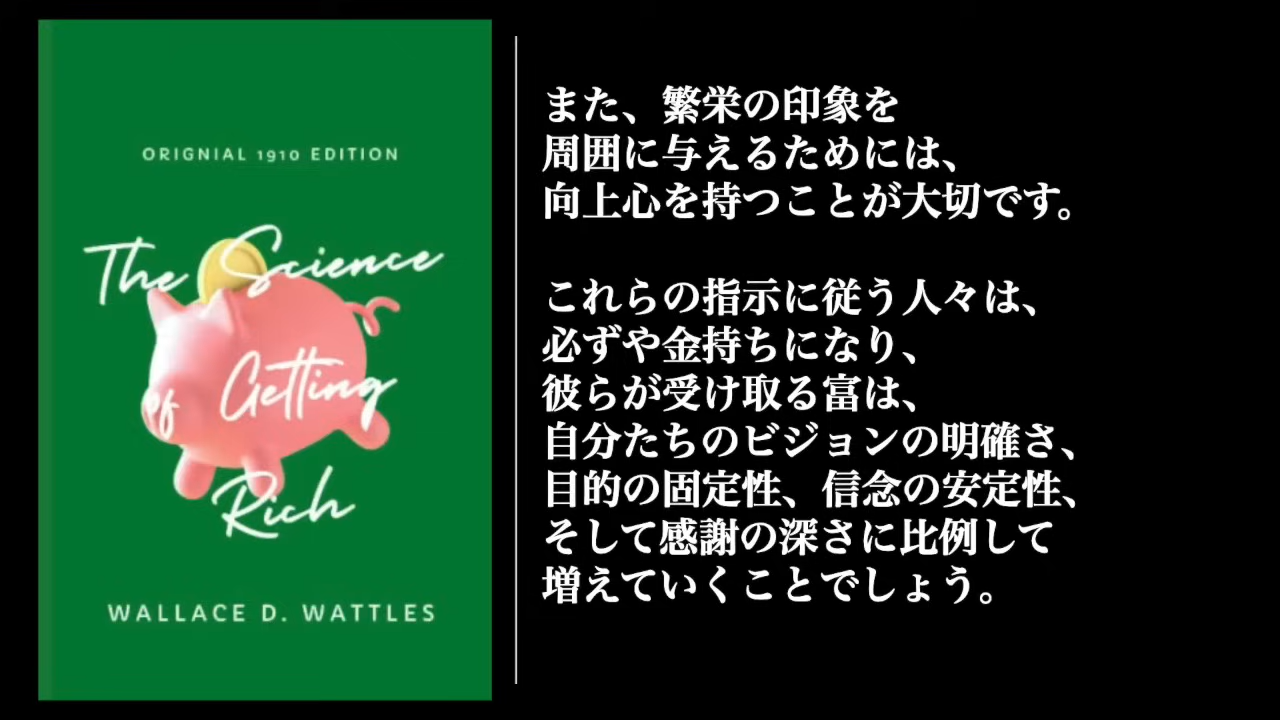 ORIGNIAL 1910 EDITION
The Science
of Getting
Rich
WALLACE D. WATTLES
また、繁栄の印象を
周囲に与えるためには、
向上心を持つことが大切です。
これらの指示に従う人々は、
必ずや金持ちになり、
彼らが受け取る富は、
自分たちのビジョンの明確さ、
目的の固定性、信念の安定性、
そして感謝の深さに比例して
増えていくことでしょう。